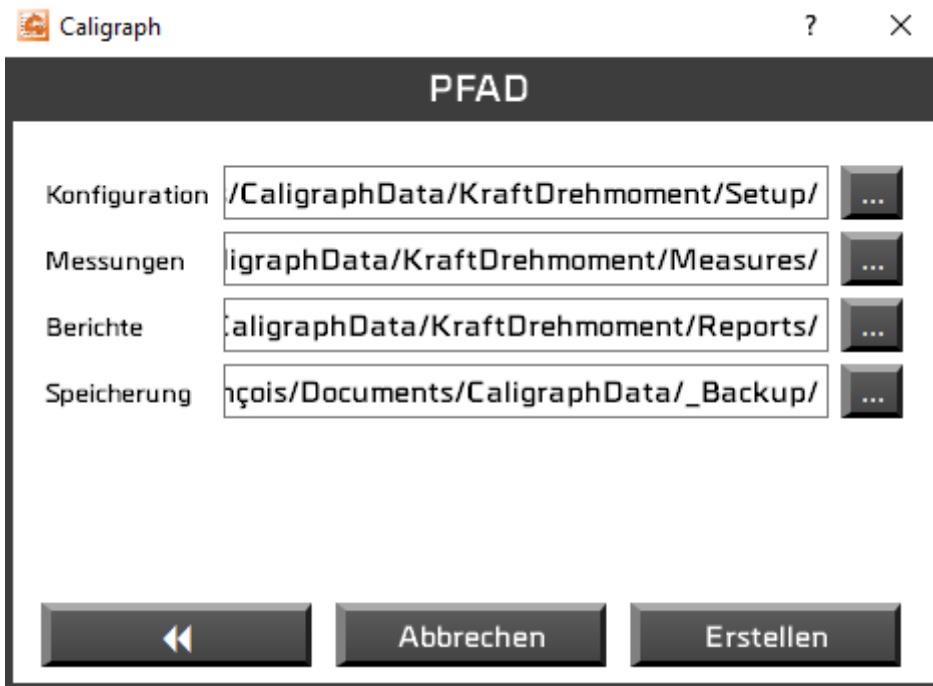 Caligraph ?
PFAD
Konfiguration /CaligraphData/KraftDrehmoment/Setup/ ...
Messungen ligraphData/KraftDrehmoment/Measures/ ...
Berichte CaligraphData/KraftDrehmoment/Reports/ ...
Speicherung nçois/Documents/CaligraphData/_Backup/ ...
Abbrechen Erstellen